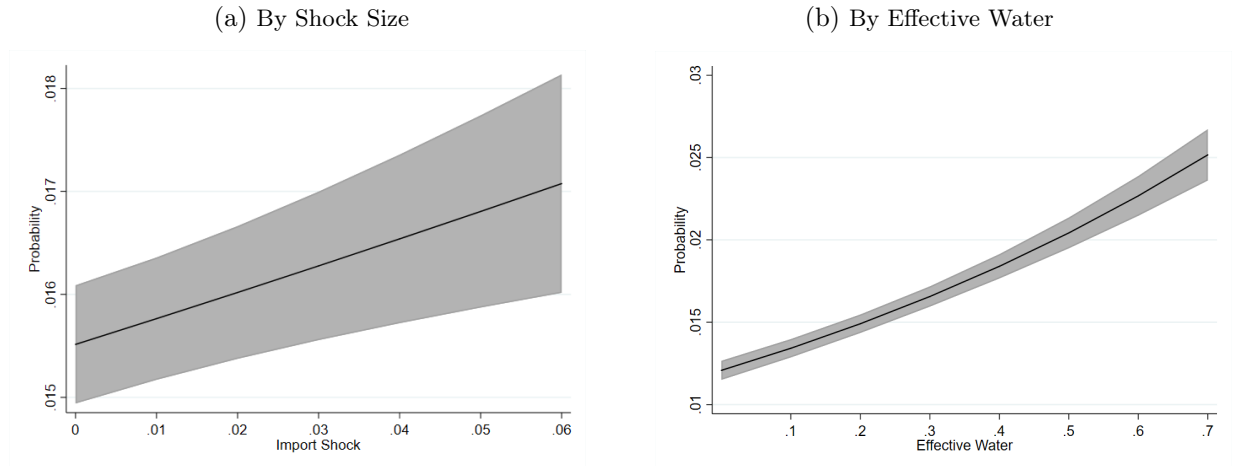 (a) By Shock Size
.018
.017
.016
.015
Probability
0 .01 .02 .03 .04 .05 .06
Import Shock
(b) By Effective Water
.03
.025
.02
.015
.01
Probability
.1 .2 .3 .4 .5 .6 .7
Effective Water